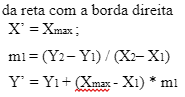 da reta com a borda direita
X’ = Xmax ;
m1 = (Y2 – Y1) / (X2– X1)
Y’ = Y1 + (Xmax - X1) * m1